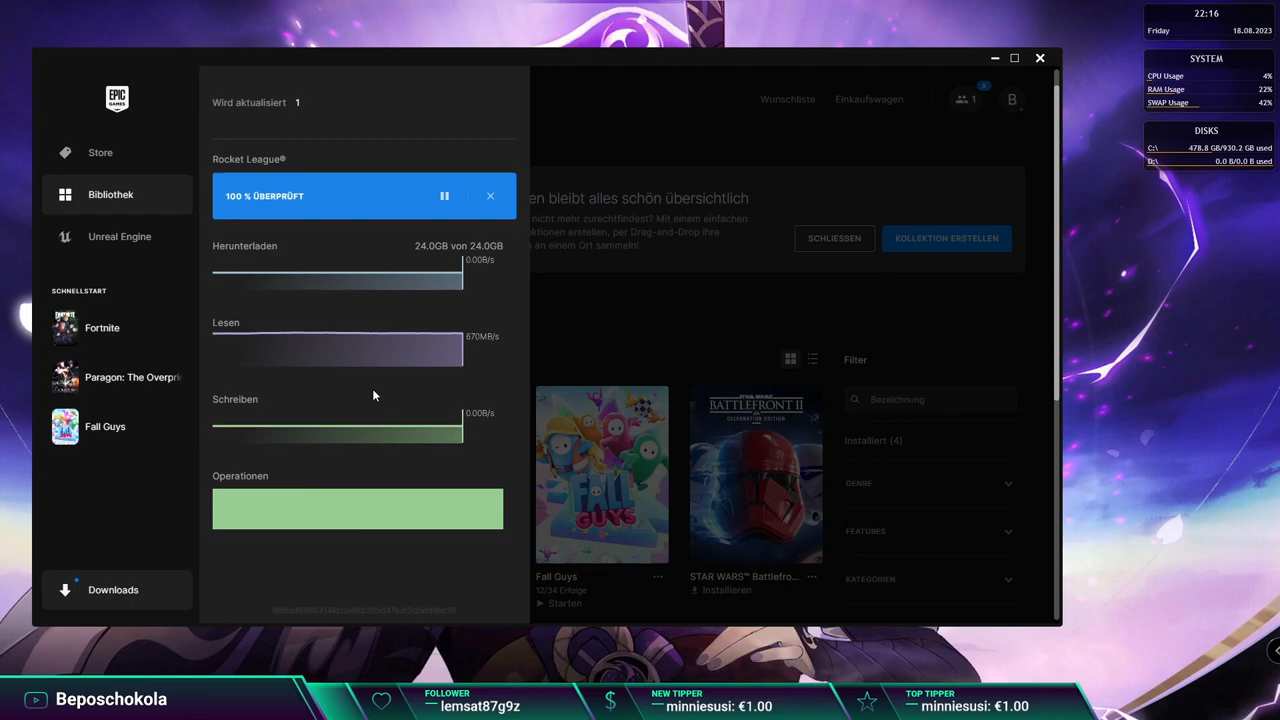 22:16
Friday 18.08.2023
SYSTEM
CPU Usage 4%
RAM Usage 22%
SWAP Usage 42%
DISKS
C:\ 478.8 GB/930.2 GB used
D:\ 0.0 B/0.0 B used
EPIC GAMES
Store
Bibliothek
Unreal Engine
SCHNELLSTART
Fortnite
Paragon: The Overpri
Fall Guys
Downloads
Wird aktualisiert 1
Rocket League®
100 % ÜBERPRÜFT
Herunterladen 24.0GB von 24.0GB
0.00B/s
Lesen
670MB/s
Schreiben
0.00B/s
Operationen
Wunschliste Einkaufswagen 1 5 B
en bleibt alles schön übersichtlich
nicht mehr zurechtfindest? Mit einem einfachen
ktionen erstellen, per Drag-and-Drop ihre
an einem Ort sammeln!
SCHLIESSEN KOLLEKTION ERSTELLEN
Filter
Bezeichnung
Installiert (4)
GENRE
FEATURES
KATEGORIEN
FALL GUYS
STAR WARS
BATTLEFRONT II
CELEBRATION EDITION
Fall Guys ...
12/34 Erfolge
Starten
STAR WARS™ Battlefro... ...
Installieren
Beposchokola
FOLLOWER
lemsat87g9z
NEW TIPPER
minniesusi: €1.00
TOP TIPPER
minniesusi: €1.00